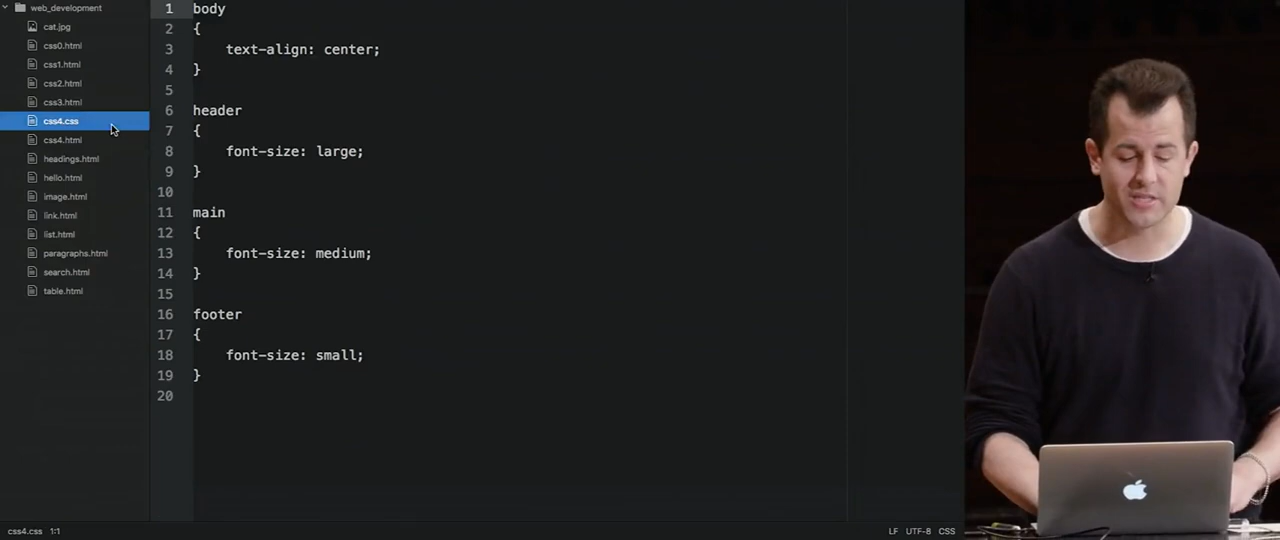 web_development
cat.jpg
css0.html
css1.html
css2.html
css3.html
css4.css
css4.html
headings.html
hello.html
image.html
link.html
list.html
paragraphs.html
search.html
table.html
1 body
2 {
3 text-align: center;
4 }
5
6 header
7 {
8 font-size: large;
9 }
10
11 main
12 {
13 font-size: medium;
14 }
15
16 footer
17 {
18 font-size: small;
19 }
20
css4.css 1:1 LF UTF-8 CSS